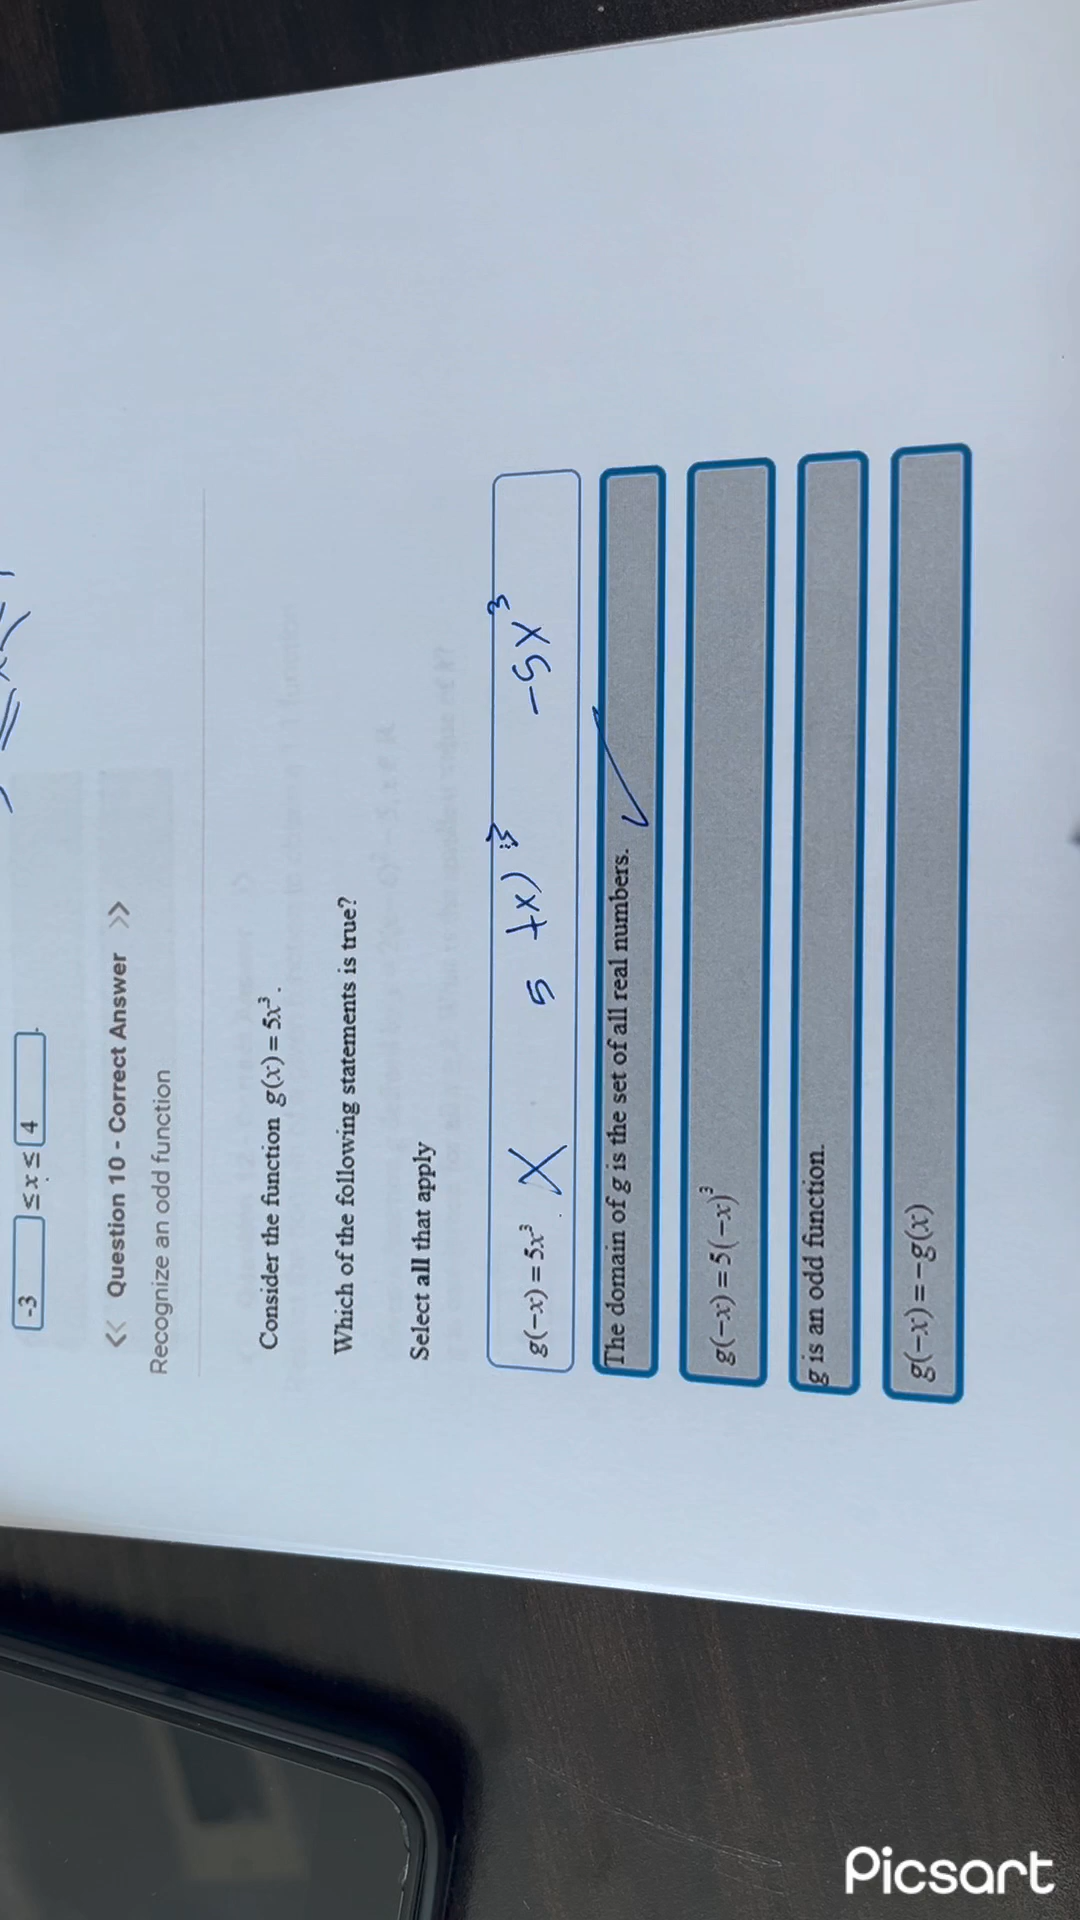 -3 ≤ x ≤ 4 .
<< Question 10 - Correct Answer >>
Recognize an odd function
Consider the function g(x) = 5x³ .
Which of the following statements is true?
Select all that apply
g(-x) = 5x³ . X 5 (-x)³ -5x³
The domain of g is the set of all real numbers. ✓
g(-x) = 5(-x)³
g is an odd function.
g(-x) = -g(x)
Picsart